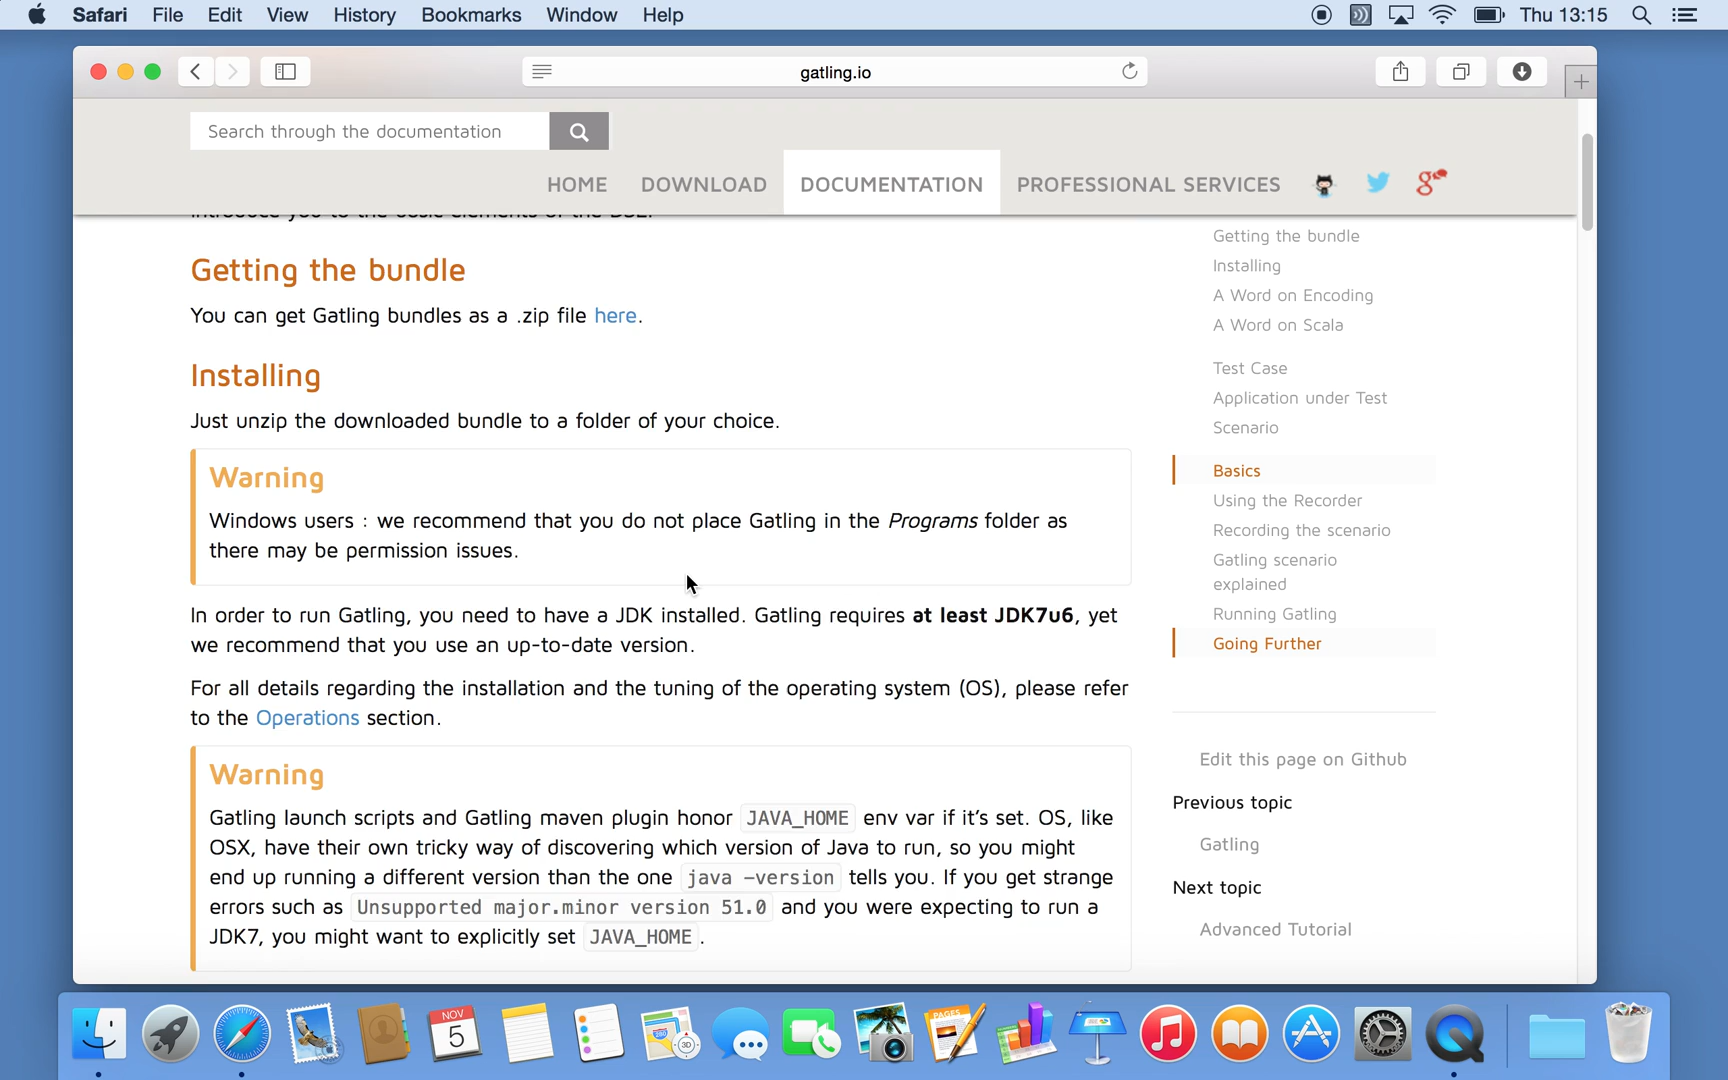 Safari File Edit View History Bookmarks Window Help Thu 13:15
gatling.io
Search through the documentation
HOME DOWNLOAD DOCUMENTATION PROFESSIONAL SERVICES
introduce you to the basic elements of the DSL.
Getting the bundle
You can get Gatling bundles as a .zip file here.
Installing
Just unzip the downloaded bundle to a folder of your choice.
Warning
Windows users : we recommend that you do not place Gatling in the Programs folder as
there may be permission issues.
In order to run Gatling, you need to have a JDK installed. Gatling requires at least JDK7u6, yet
we recommend that you use an up-to-date version.
For all details regarding the installation and the tuning of the operating system (OS), please refer
to the Operations section.
Warning
Gatling launch scripts and Gatling maven plugin honor JAVA_HOME env var if it's set. OS, like
OSX, have their own tricky way of discovering which version of Java to run, so you might
end up running a different version than the one java -version tells you. If you get strange
errors such as Unsupported major.minor version 51.0 and you were expecting to run a
JDK7, you might want to explicitly set JAVA_HOME.
Getting the bundle
Installing
A Word on Encoding
A Word on Scala
Test Case
Application under Test
Scenario
Basics
Using the Recorder
Recording the scenario
Gatling scenario
explained
Running Gatling
Going Further
Edit this page on Github
Previous topic
Gatling
Next topic
Advanced Tutorial
NOV
5
280
3D
PAGES